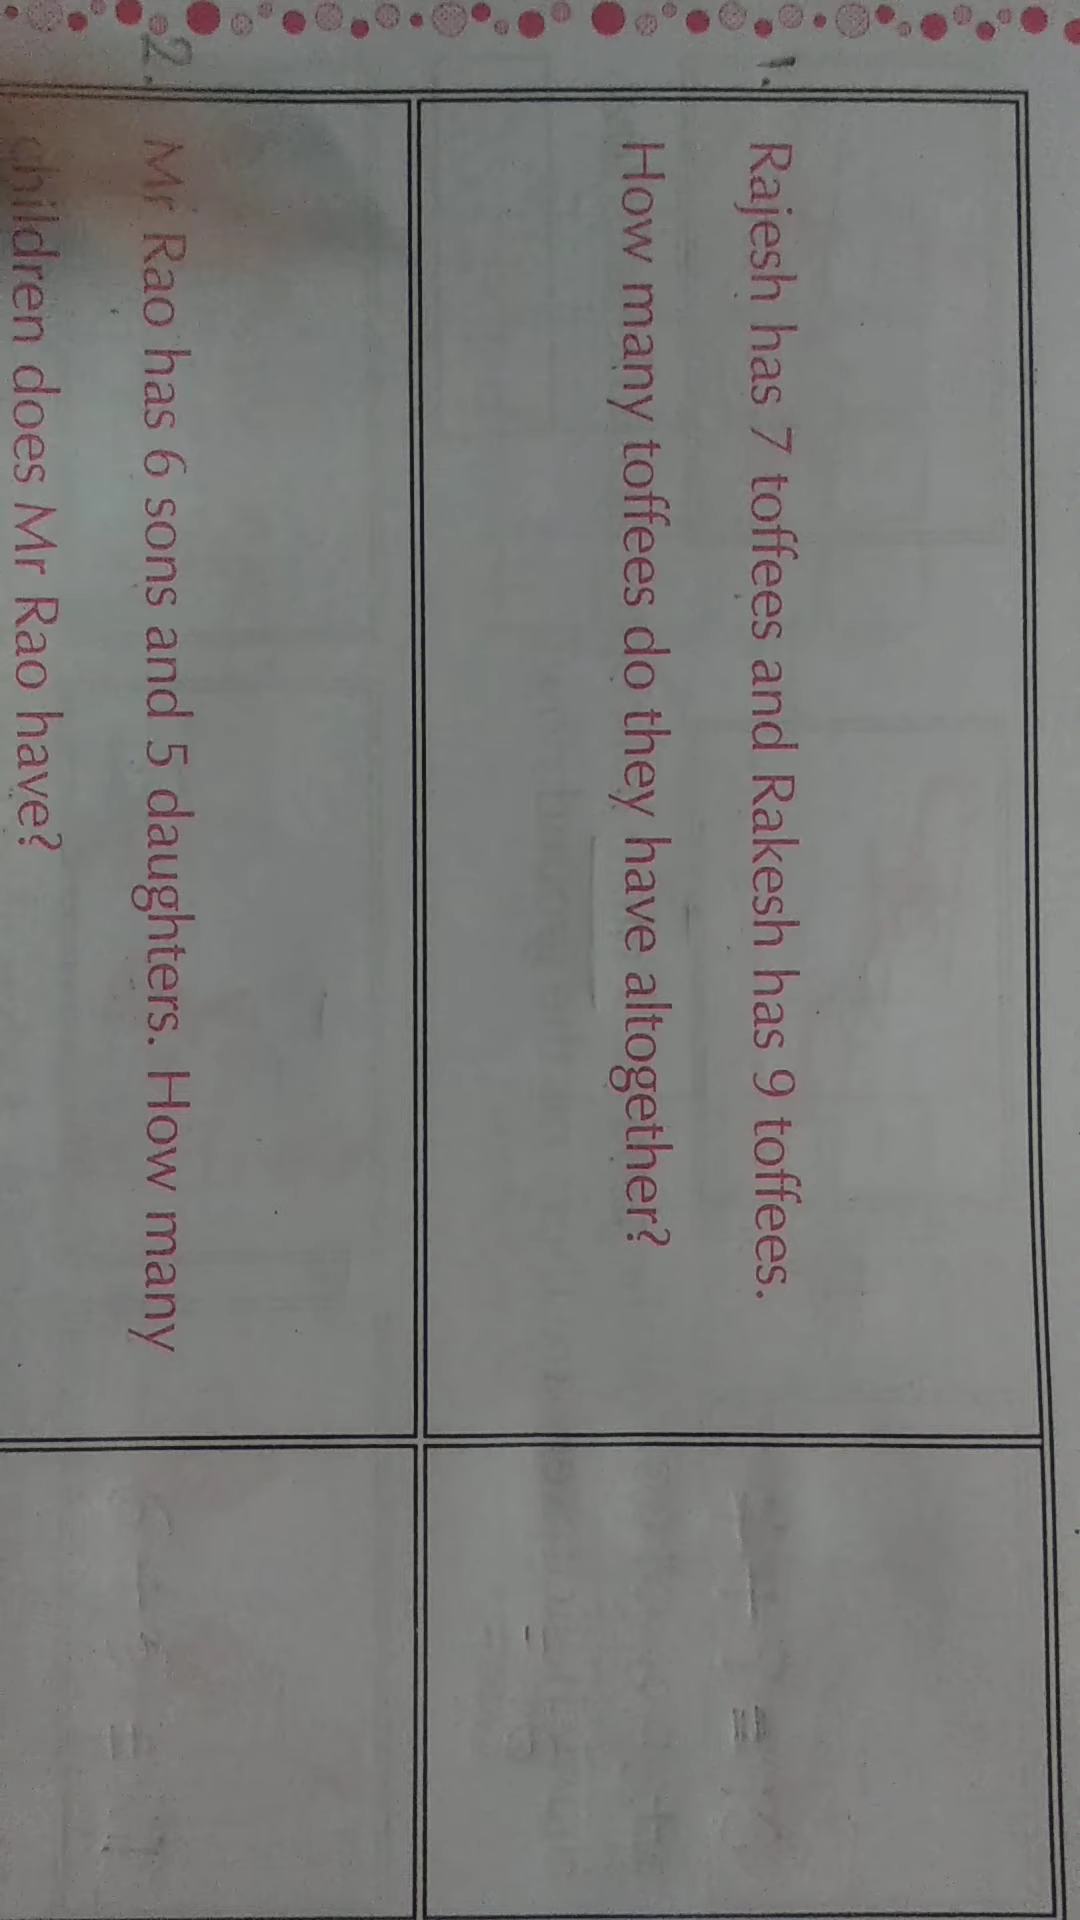 1. Rajesh has 7 toffees and Rakesh has 9 toffees.
How many toffees do they have altogether?
2. Mr Rao has 6 sons and 5 daughters. How many
children does Mr Rao have?